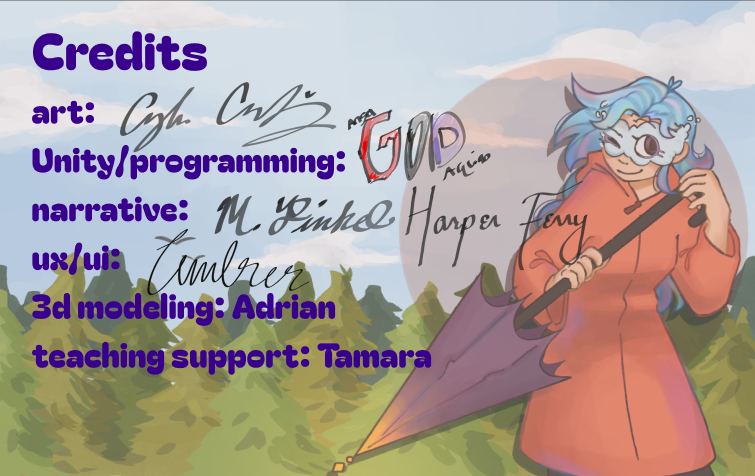 Credits
art:
Unity/programming: GOD
narrative: M. Harper Ferry
ux/ui:
3d modeling: Adrian
teaching support: Tamara